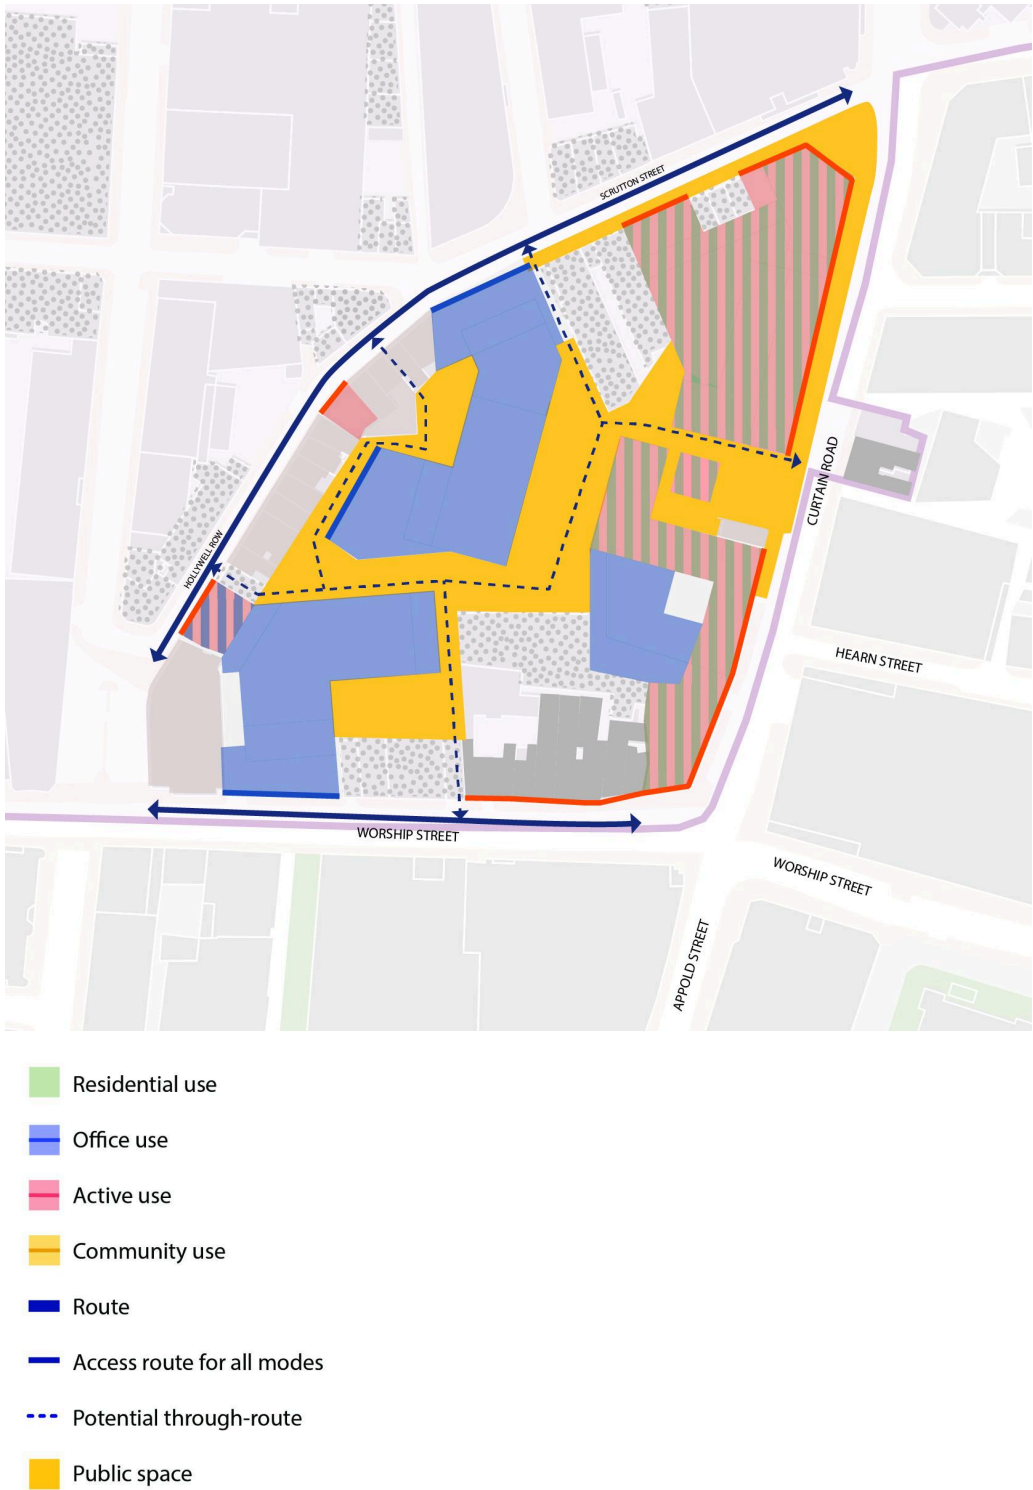 SCRUTTON STREET
CURTAIN ROAD
HOLLYWELL ROW
HEARN STREET
WORSHIP STREET
WORSHIP STREET
APPOLD STREET
Residential use
Office use
Active use
Community use
Route
Access route for all modes
Potential through-route
Public space